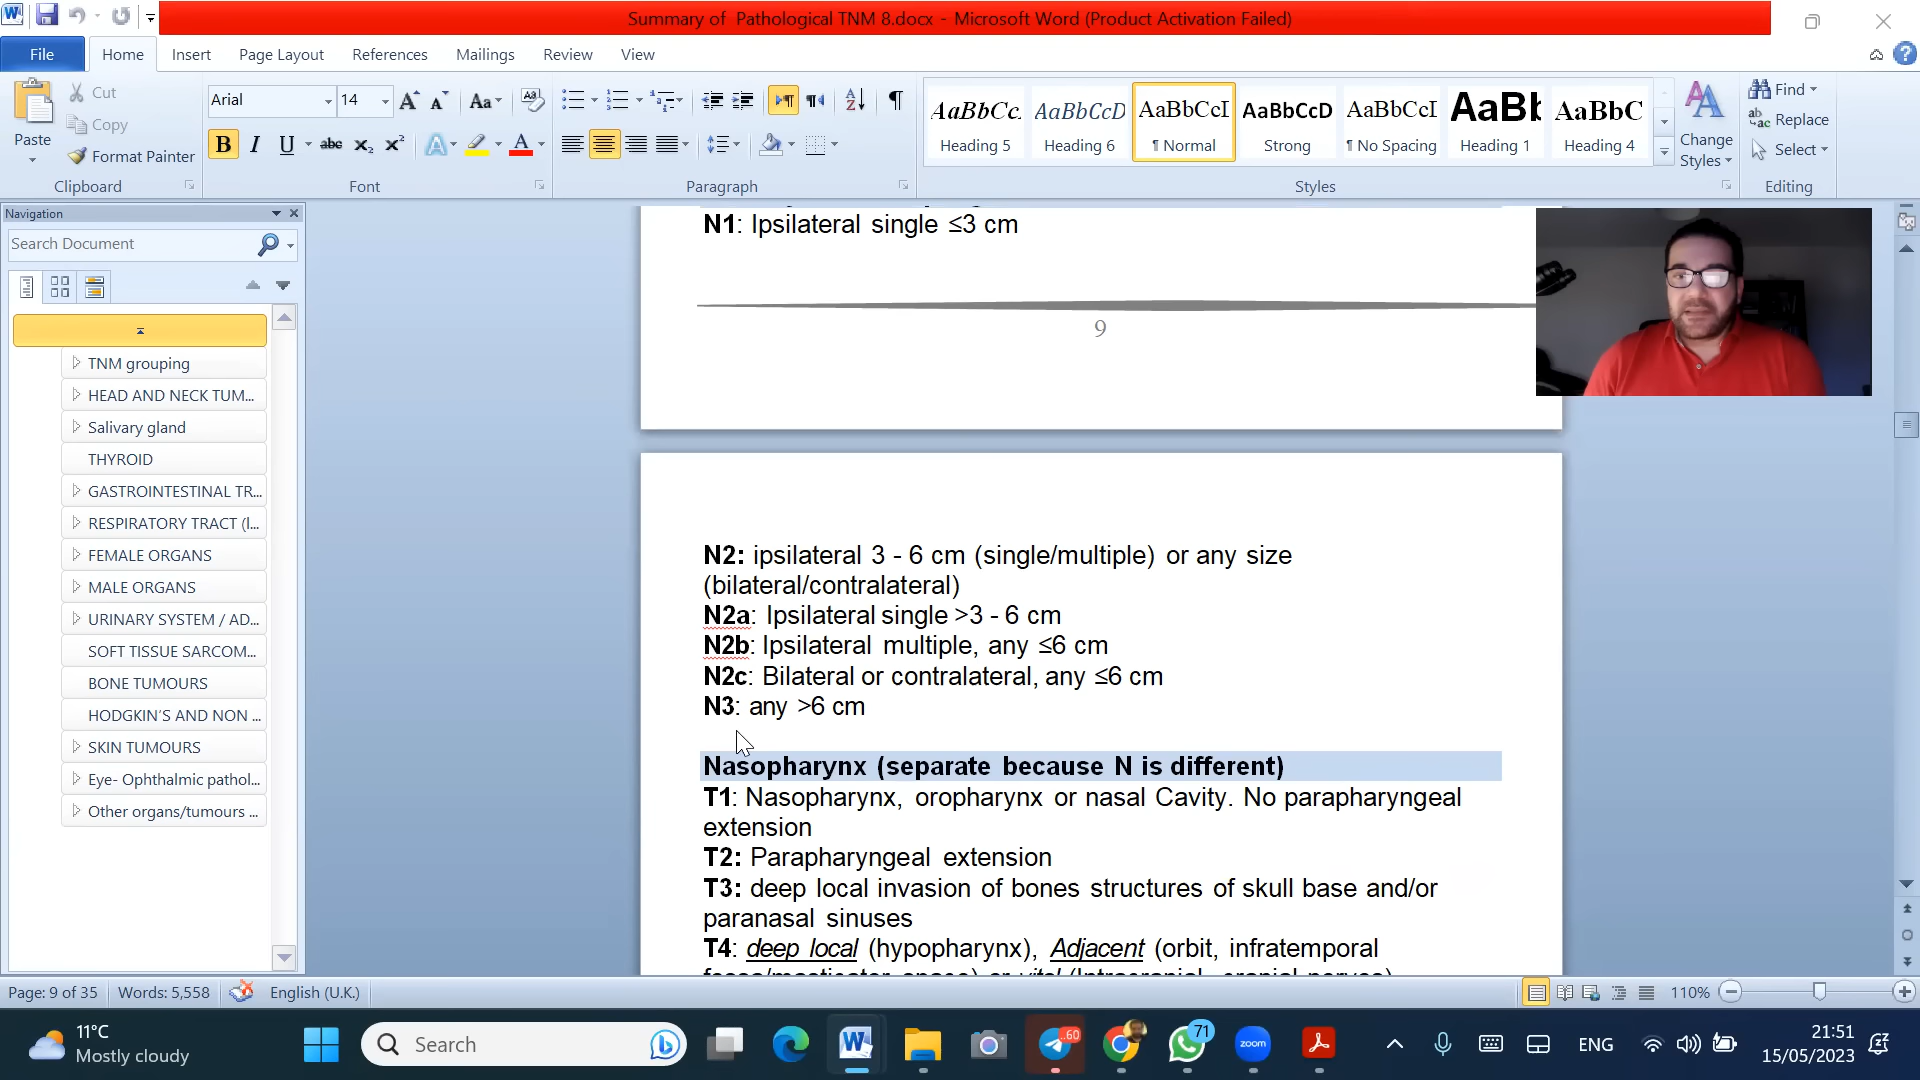 Summary of Pathological TNM 8.docx - Microsoft Word (Product Activation Failed)
File Home Insert Page Layout References Mailings Review View
Cut
Copy
Format Painter
Paste
Clipboard
Arial 14
Font
Paragraph
AaBbCc. AaBbCcD AaBbCcI AaBbCcD AaBbCcI AaBb AaBbC
Heading 5 Heading 6 ¶ Normal Strong ¶ No Spacing Heading 1 Heading 4
Styles
Change Styles
Find
Replace
Select
Editing
Navigation
Search Document
TNM grouping
HEAD AND NECK TUM...
Salivary gland
THYROID
GASTROINTESTINAL TR...
RESPIRATORY TRACT (l...
FEMALE ORGANS
MALE ORGANS
URINARY SYSTEM / AD...
SOFT TISSUE SARCOM...
BONE TUMOURS
HODGKIN'S AND NON ...
SKIN TUMOURS
Eye- Ophthalmic pathol...
Other organs/tumours ...
N1: Ipsilateral single ≤3 cm
9
N2: ipsilateral 3 - 6 cm (single/multiple) or any size
(bilateral/contralateral)
N2a: Ipsilateral single >3 - 6 cm
N2b: Ipsilateral multiple, any ≤6 cm
N2c: Bilateral or contralateral, any ≤6 cm
N3: any >6 cm
Nasopharynx (separate because N is different)
T1: Nasopharynx, oropharynx or nasal Cavity. No parapharyngeal
extension
T2: Parapharyngeal extension
T3: deep local invasion of bones structures of skull base and/or
paranasal sinuses
T4: deep local (hypopharynx), Adjacent (orbit, infratemporal
Page: 9 of 35 Words: 5,558 English (U.K.) 110%
11°C
Mostly cloudy
Search
..60
71
zoom
ENG
21:51
15/05/2023